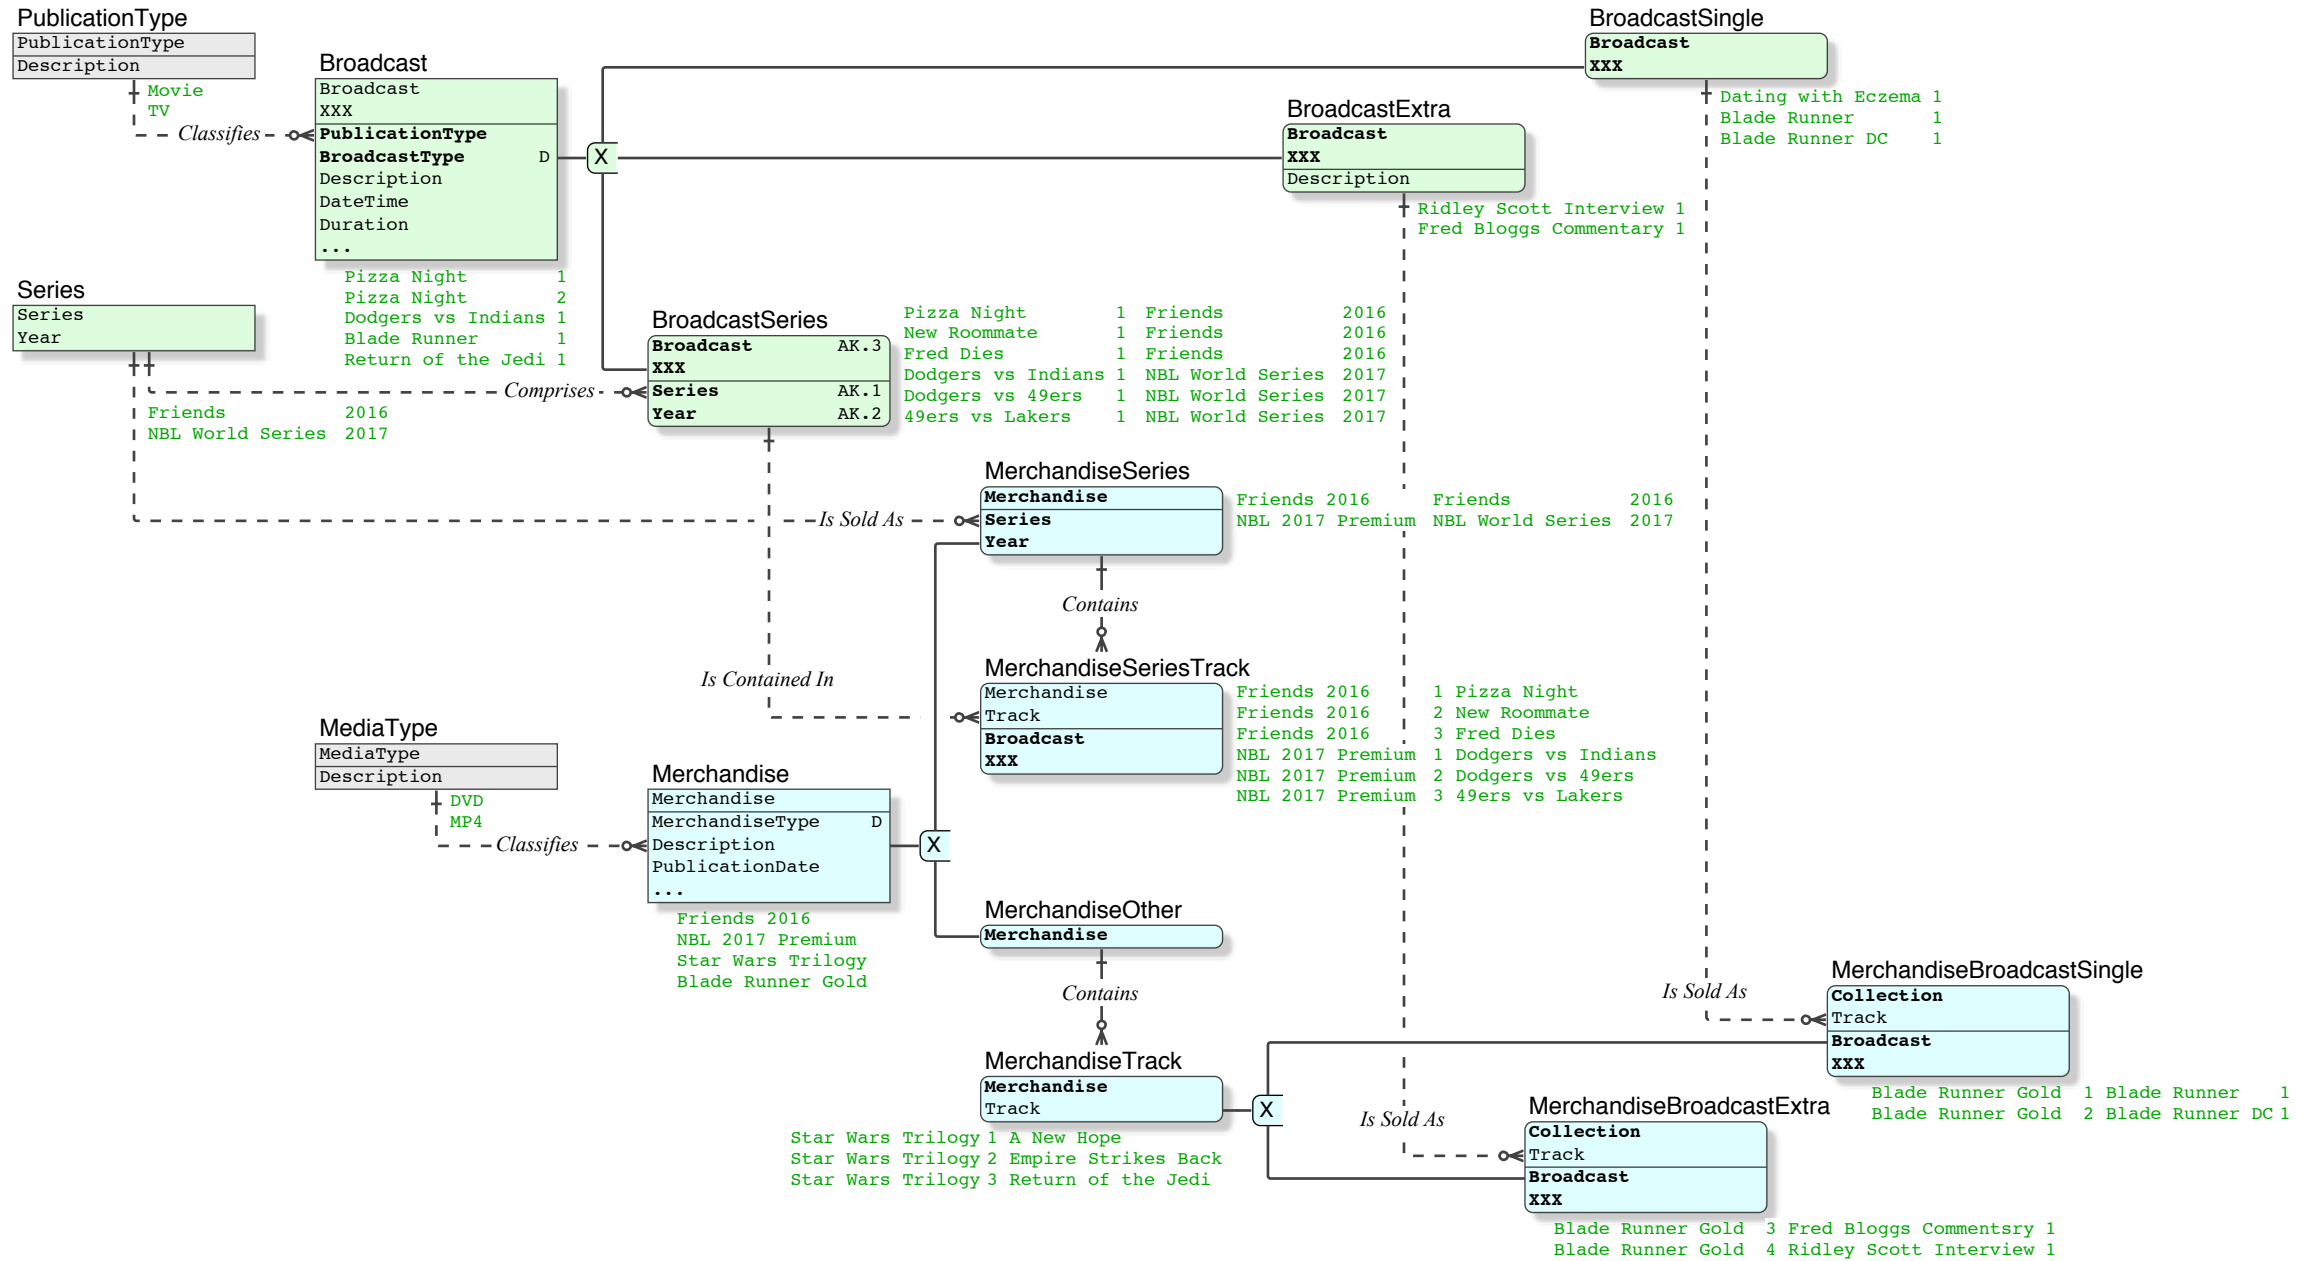 PublicationType
PublicationType
Description
Movie
TV
Classifies
Broadcast
Broadcast
XXX
PublicationType
BroadcastType D
Description
DateTime
Duration
...
Pizza Night 1
Pizza Night 2
Dodgers vs Indians 1
Blade Runner 1
Return of the Jedi 1
X
BroadcastSingle
Broadcast
XXX
Dating with Eczema 1
Blade Runner 1
Blade Runner DC 1
BroadcastExtra
Broadcast
XXX
Description
Ridley Scott Interview 1
Fred Bloggs Commentary 1
Series
Series
Year
Friends 2016
NBL World Series 2017
Comprises
BroadcastSeries
Broadcast AK.3
XXX
Series AK.1
Year AK.2
Pizza Night 1 Friends 2016
New Roommate 1 Friends 2016
Fred Dies 1 Friends 2016
Dodgers vs Indians 1 NBL World Series 2017
Dodgers vs 49ers 1 NBL World Series 2017
49ers vs Lakers 1 NBL World Series 2017
Is Sold As
MerchandiseSeries
Merchandise
Series
Year
Friends 2016 Friends 2016
NBL 2017 Premium NBL World Series 2017
Contains
Is Contained In
MerchandiseSeriesTrack
Merchandise
Track
Broadcast
XXX
Friends 2016 1 Pizza Night
Friends 2016 2 New Roommate
Friends 2016 3 Fred Dies
NBL 2017 Premium 1 Dodgers vs Indians
NBL 2017 Premium 2 Dodgers vs 49ers
NBL 2017 Premium 3 49ers vs Lakers
MediaType
MediaType
Description
DVD
MP4
Classifies
Merchandise
Merchandise
MerchandiseType D
Description
PublicationDate
...
Friends 2016
NBL 2017 Premium
Star Wars Trilogy
Blade Runner Gold
X
MerchandiseOther
Merchandise
Contains
MerchandiseTrack
Merchandise
Track
Star Wars Trilogy 1 A New Hope
Star Wars Trilogy 2 Empire Strikes Back
Star Wars Trilogy 3 Return of the Jedi
X
Is Sold As
MerchandiseBroadcastSingle
Collection
Track
Broadcast
XXX
Blade Runner Gold 1 Blade Runner 1
Blade Runner Gold 2 Blade Runner DC 1
Is Sold As
MerchandiseBroadcastExtra
Collection
Track
Broadcast
XXX
Blade Runner Gold 3 Fred Bloggs Commentsry 1
Blade Runner Gold 4 Ridley Scott Interview 1